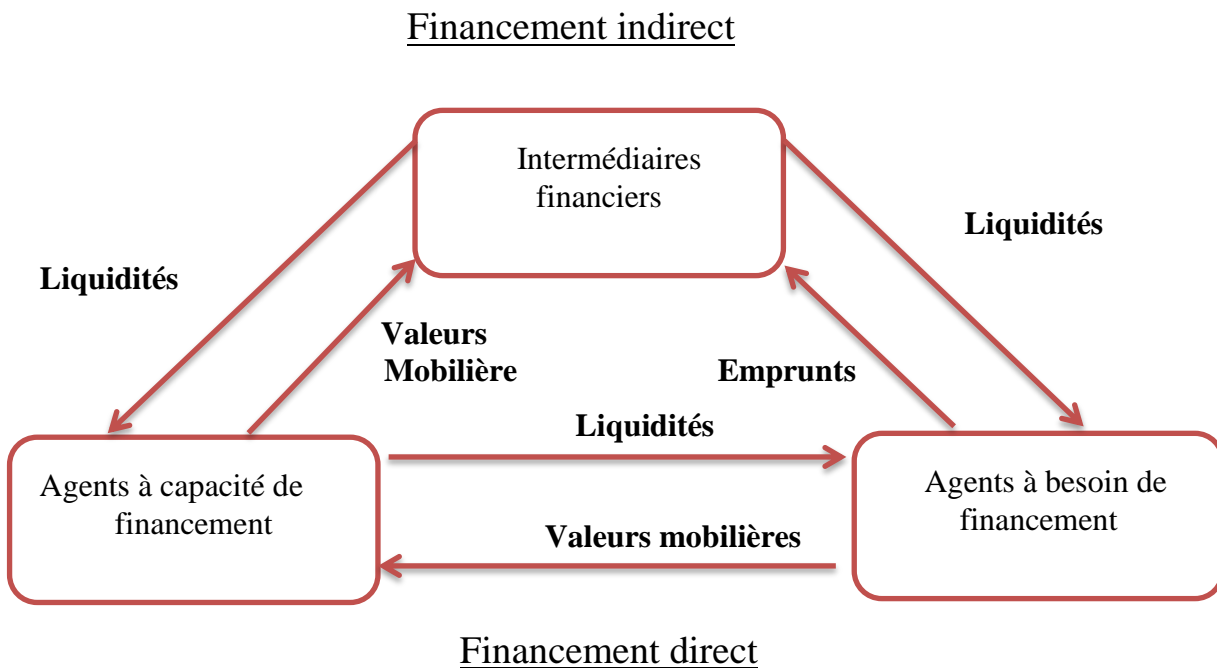 Financement indirect
Intermédiaires
financiers
Liquidités
Liquidités
Valeurs
Mobilière
Emprunts
Liquidités
Agents à capacité de
financement
Agents à besoin de
financement
Valeurs mobilières
Financement direct